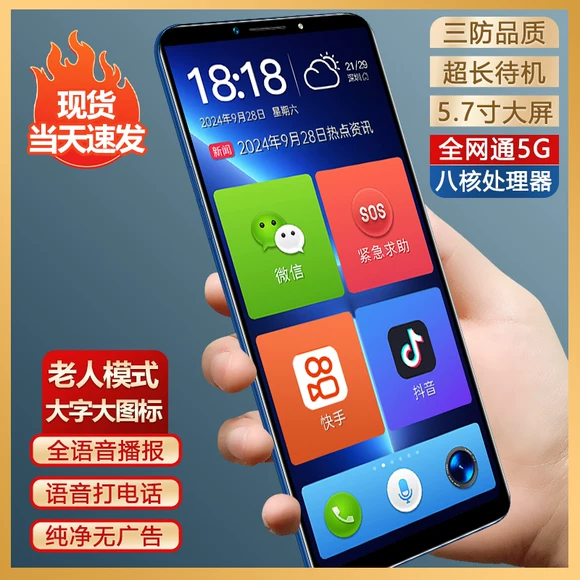 现货
当天速发
三防品质
超长待机
5.7寸大屏
全网通5G
八核处理器
18:18
21/29
2024年9月28日 星期六
新闻 2024年9月28日热点资讯
微信
SOS
紧急求助
快手
抖音
老人模式
大字大图标
全语音播报
语音打电话
纯净无广告